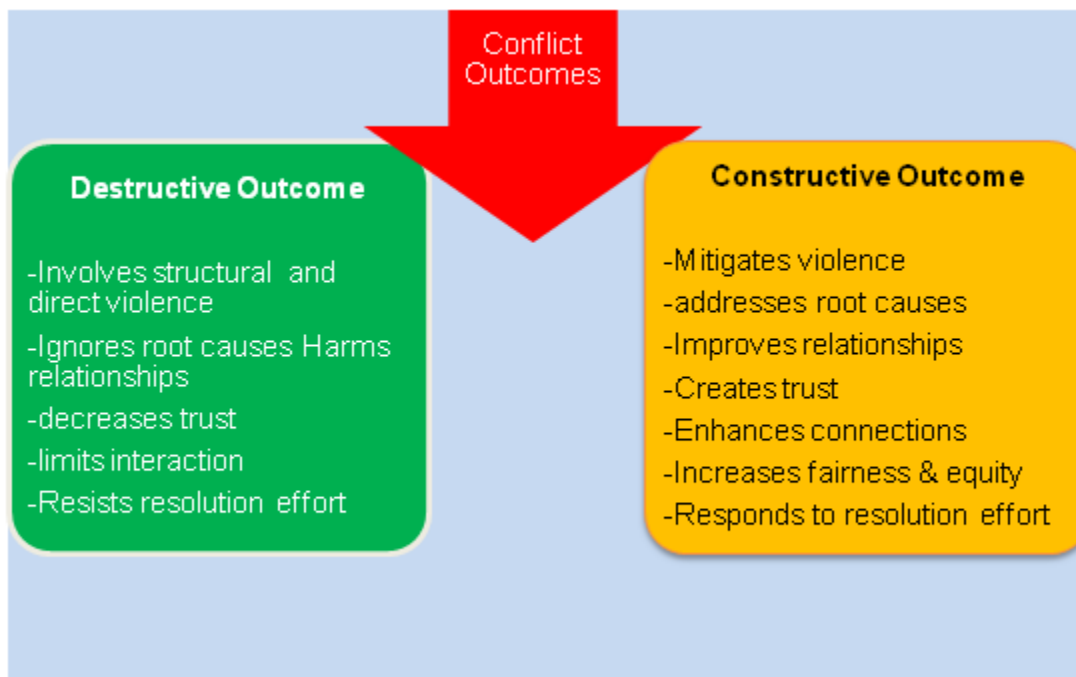 Conflict
Outcomes
Destructive Outcome
-Involves structural and
direct violence
-Ignores root causes Harms
relationships
-decreases trust
-limits interaction
-Resists resolution effort
Constructive Outcome
-Mitigates violence
-addresses root causes
-Improves relationships
-Creates trust
-Enhances connections
-Increases fairness & equity
-Responds to resolution effort